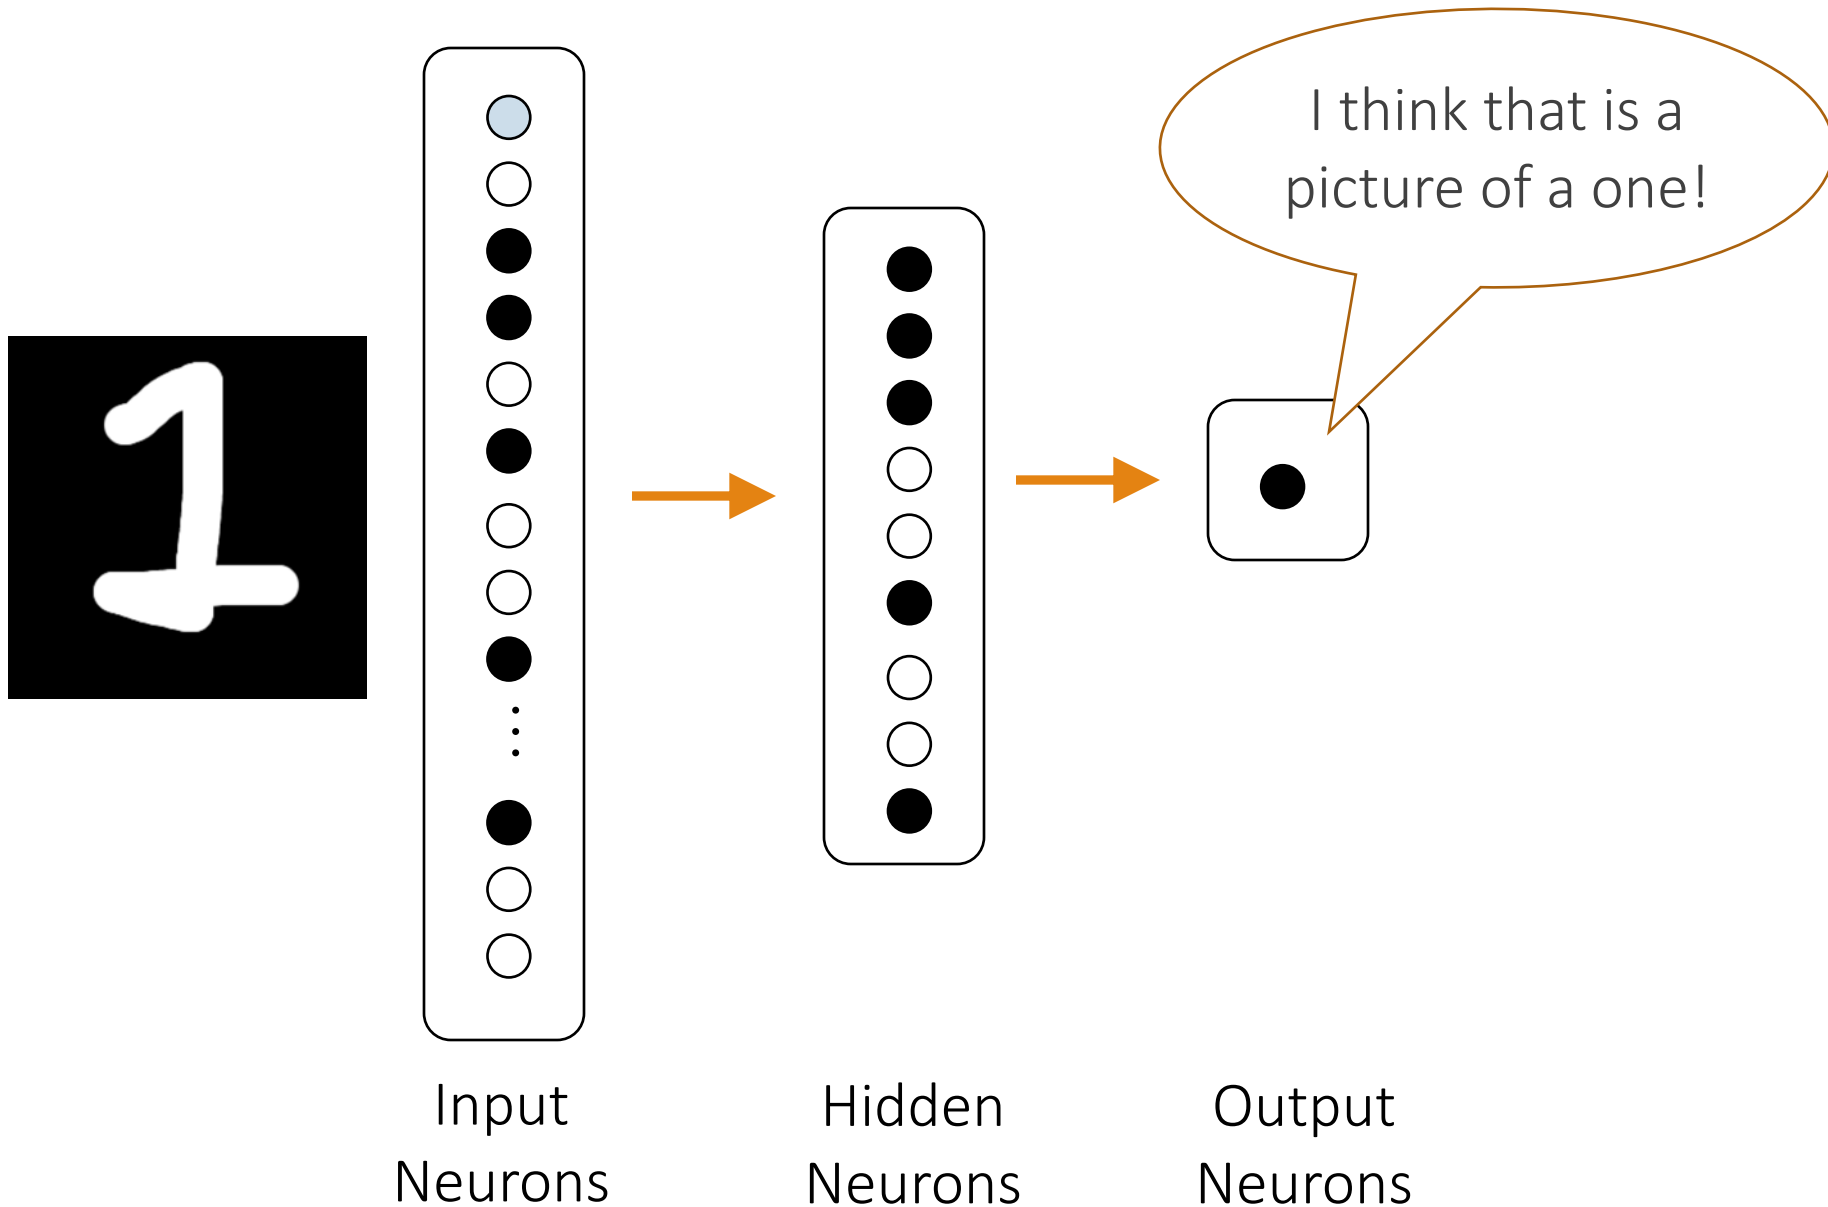 I think that is a
picture of a one!
1
Input
Neurons
Hidden
Neurons
Output
Neurons